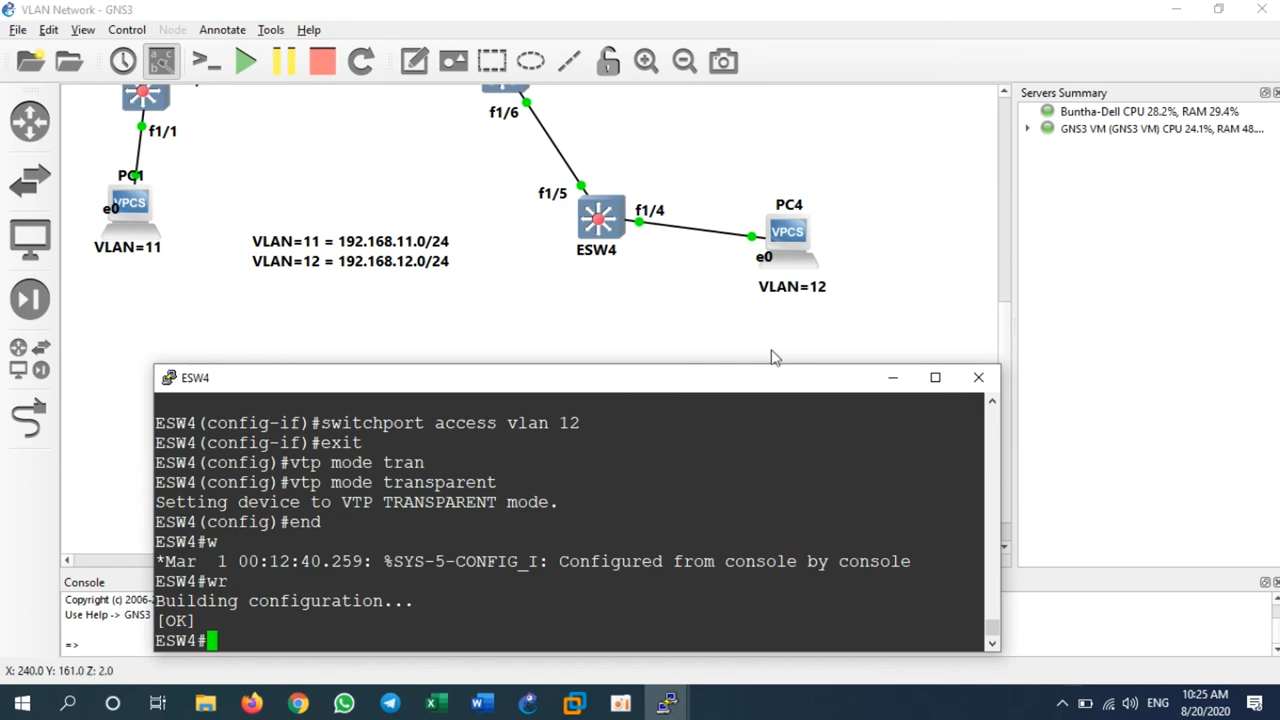 VLAN Network - GNS3
File Edit View Control Node Annotate Tools Help
Servers Summary
Buntha-Dell CPU 28.2%, RAM 29.4%
GNS3 VM (GNS3 VM) CPU 24.1%, RAM 48....
f1/6
f1/1
PC1
VPCS
e0
VLAN=11
f1/5
f1/4
ESW4
PC4
VPCS
e0
VLAN=12
VLAN=11 = 192.168.11.0/24
VLAN=12 = 192.168.12.0/24
ESW4
ESW4(config-if)#switchport access vlan 12
ESW4(config-if)#exit
ESW4(config)#vtp mode tran
ESW4(config)#vtp mode transparent
Setting device to VTP TRANSPARENT mode.
ESW4(config)#end
ESW4#w
*Mar  1 00:12:40.259: %SYS-5-CONFIG_I: Configured from console by console
ESW4#wr
Building configuration...
[OK]
ESW4#
Console
Copyright (c) 2006-
Use Help -> GNS3
=>
X: 240.0 Y: 161.0 Z: 2.0
ENG
10:25 AM
8/20/2020